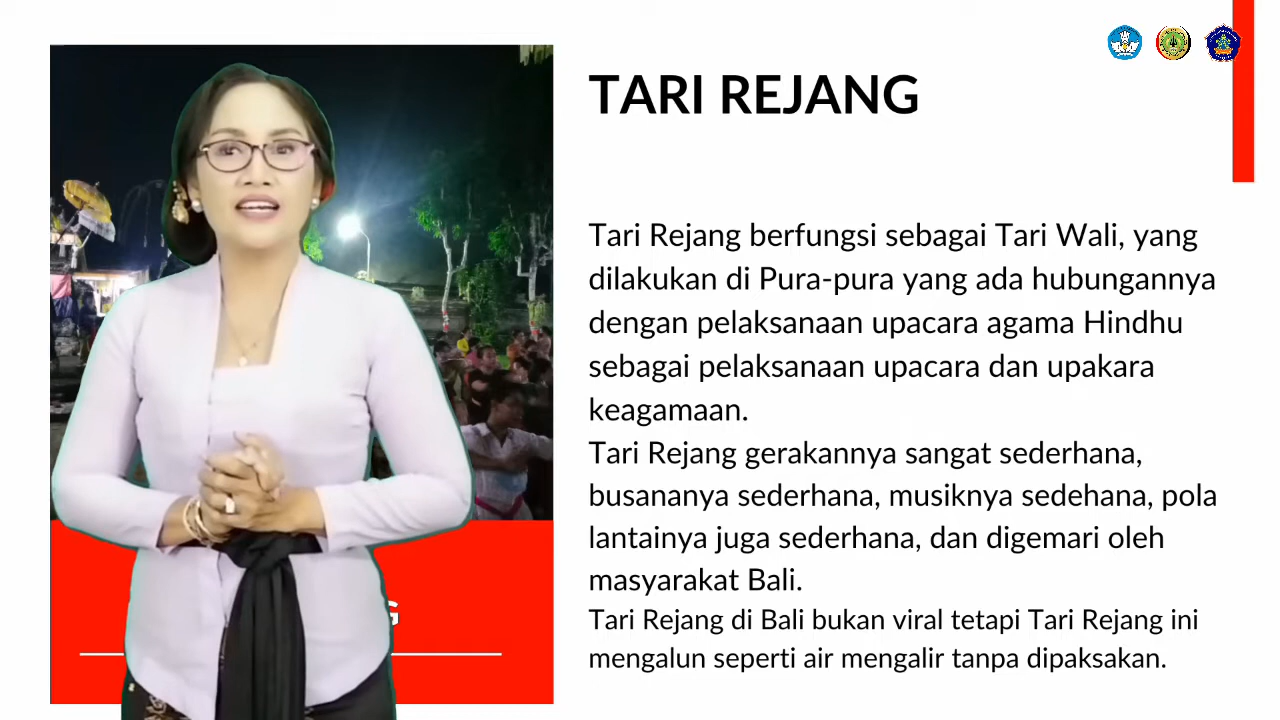 TARI REJANG
Tari Rejang berfungsi sebagai Tari Wali, yang
dilakukan di Pura-pura yang ada hubungannya
dengan pelaksanaan upacara agama Hindhu
sebagai pelaksanaan upacara dan upakara
keagamaan.
Tari Rejang gerakannya sangat sederhana,
busananya sederhana, musiknya sedehana, pola
lantainya juga sederhana, dan digemari oleh
masyarakat Bali.
Tari Rejang di Bali bukan viral tetapi Tari Rejang ini
mengalun seperti air mengalir tanpa dipaksakan.